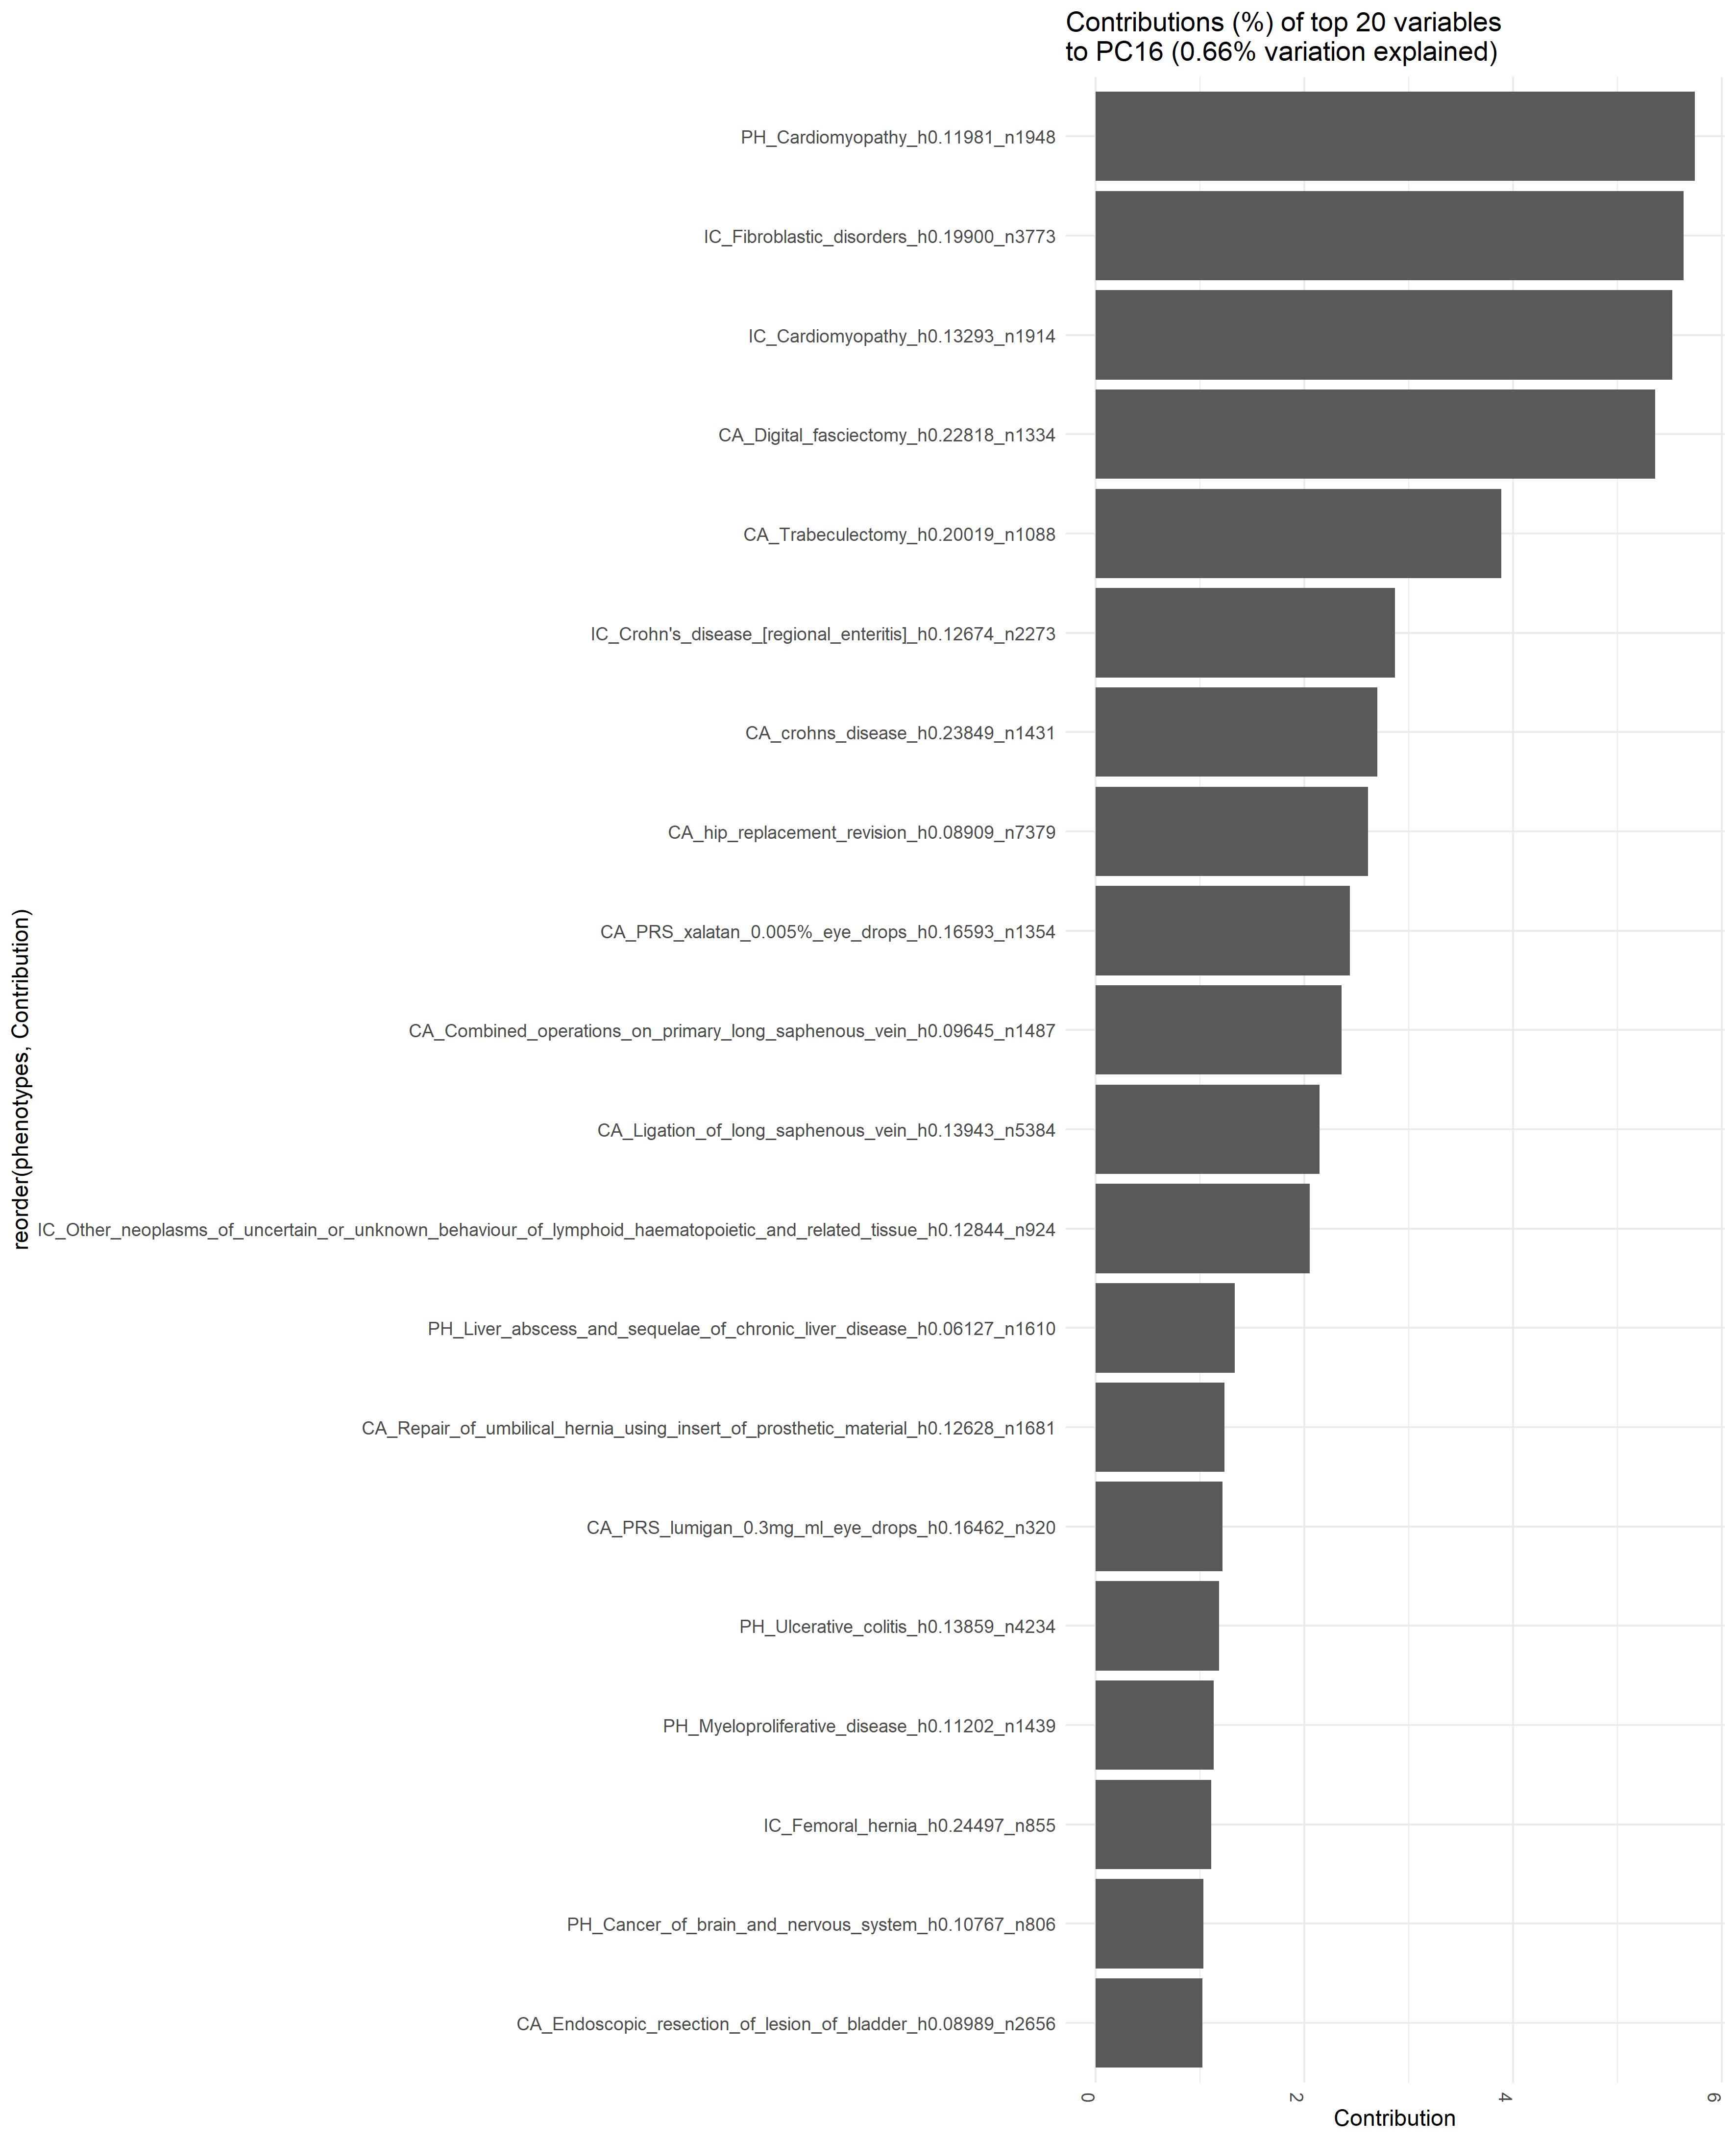 Contributions (%) of top 20 variables
to PC16 (0.66% variation explained)
PH_Cardiomyopathy_h0.11981_n1948
IC_Fibroblastic_disorders_h0.19900_n3773
IC_Cardiomyopathy_h0.13293_n1914
CA_Digital_fasciectomy_h0.22818_n1334
CA_Trabeculectomy_h0.20019_n1088
IC_Crohn's_disease_[regional_enteritis]_h0.12674_n2273
CA_crohns_disease_h0.23849_n1431
CA_hip_replacement_revision_h0.08909_n7379
CA_PRS_xalatan_0.005%_eye_drops_h0.16593_n1354
CA_Combined_operations_on_primary_long_saphenous_vein_h0.09645_n1487
CA_Ligation_of_long_saphenous_vein_h0.13943_n5384
IC_Other_neoplasms_of_uncertain_or_unknown_behaviour_of_lymphoid_haematopoietic_and_related_tissue_h0.12844_n924
PH_Liver_abscess_and_sequelae_of_chronic_liver_disease_h0.06127_n1610
CA_Repair_of_umbilical_hernia_using_insert_of_prosthetic_material_h0.12628_n1681
CA_PRS_lumigan_0.3mg_ml_eye_drops_h0.16462_n320
PH_Ulcerative_colitis_h0.13859_n4234
PH_Myeloproliferative_disease_h0.11202_n1439
IC_Femoral_hernia_h0.24497_n855
PH_Cancer_of_brain_and_nervous_system_h0.10767_n806
CA_Endoscopic_resection_of_lesion_of_bladder_h0.08989_n2656
reorder(phenotypes, Contribution)
0 2 4 6
Contribution